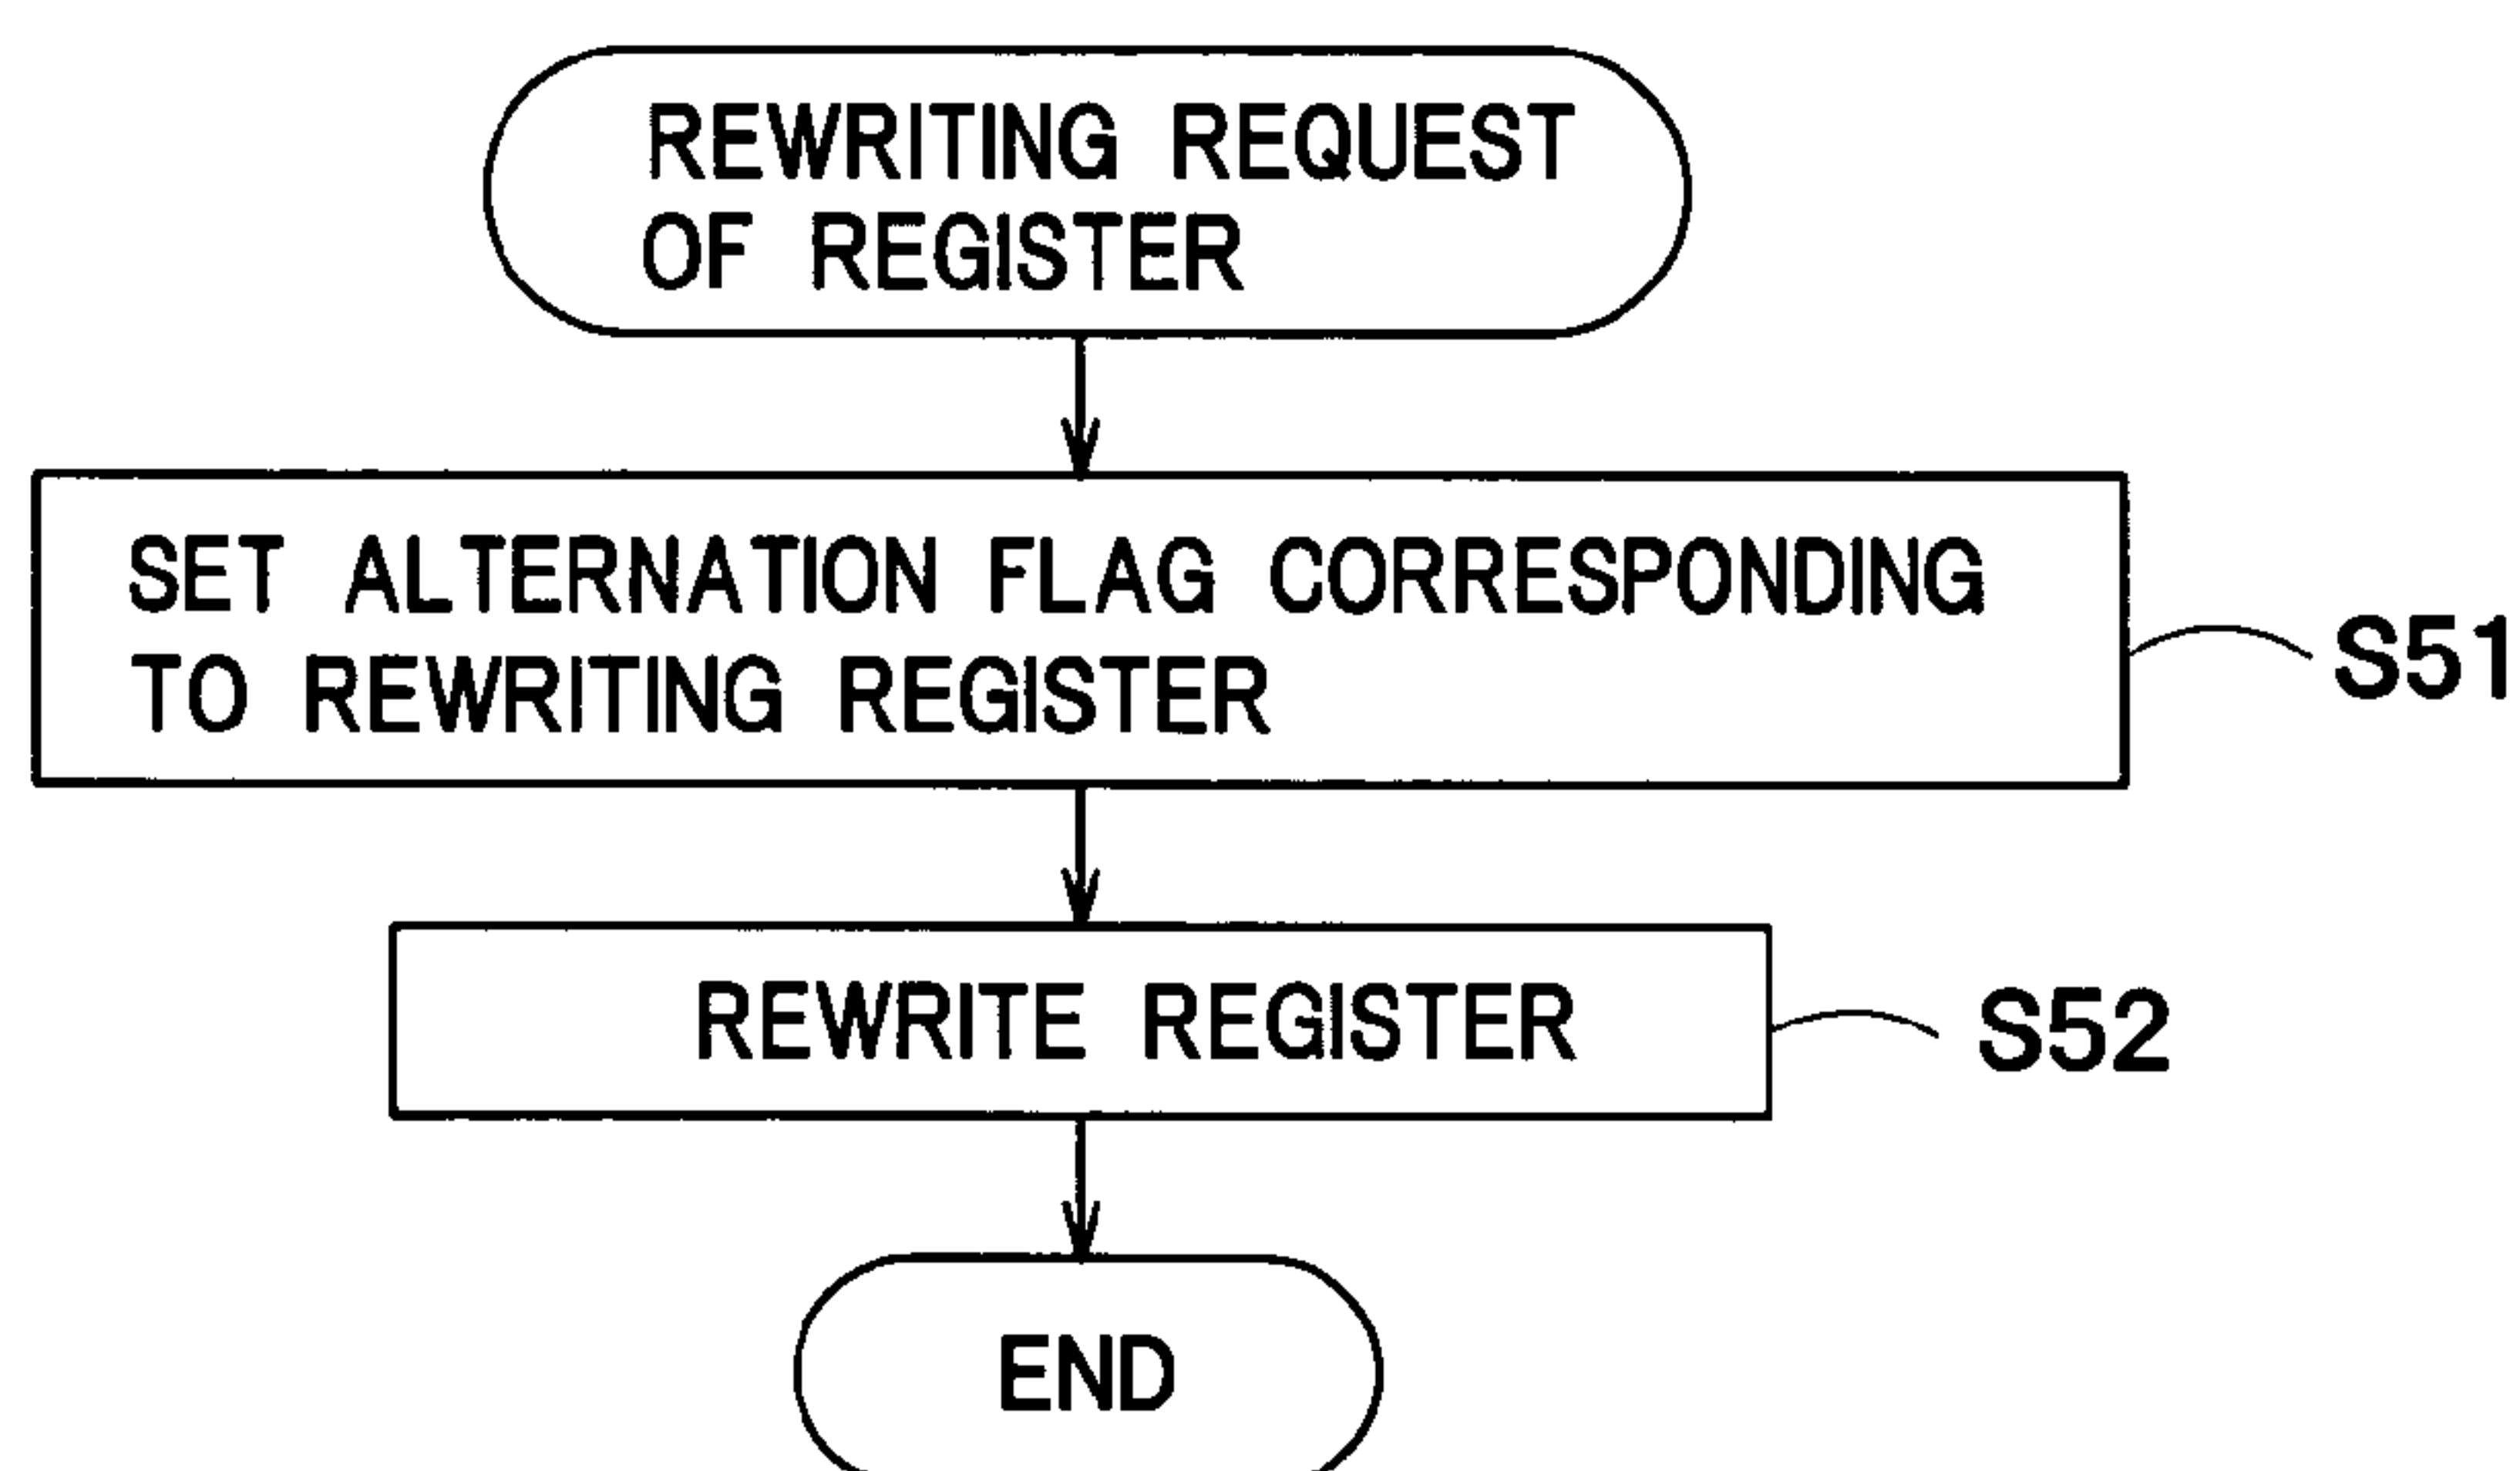 REWRITING REQUEST
OF REGISTER
SET ALTERNATION FLAG CORRESPONDING
TO REWRITING REGISTER
S51
REWRITE REGISTER
S52
END